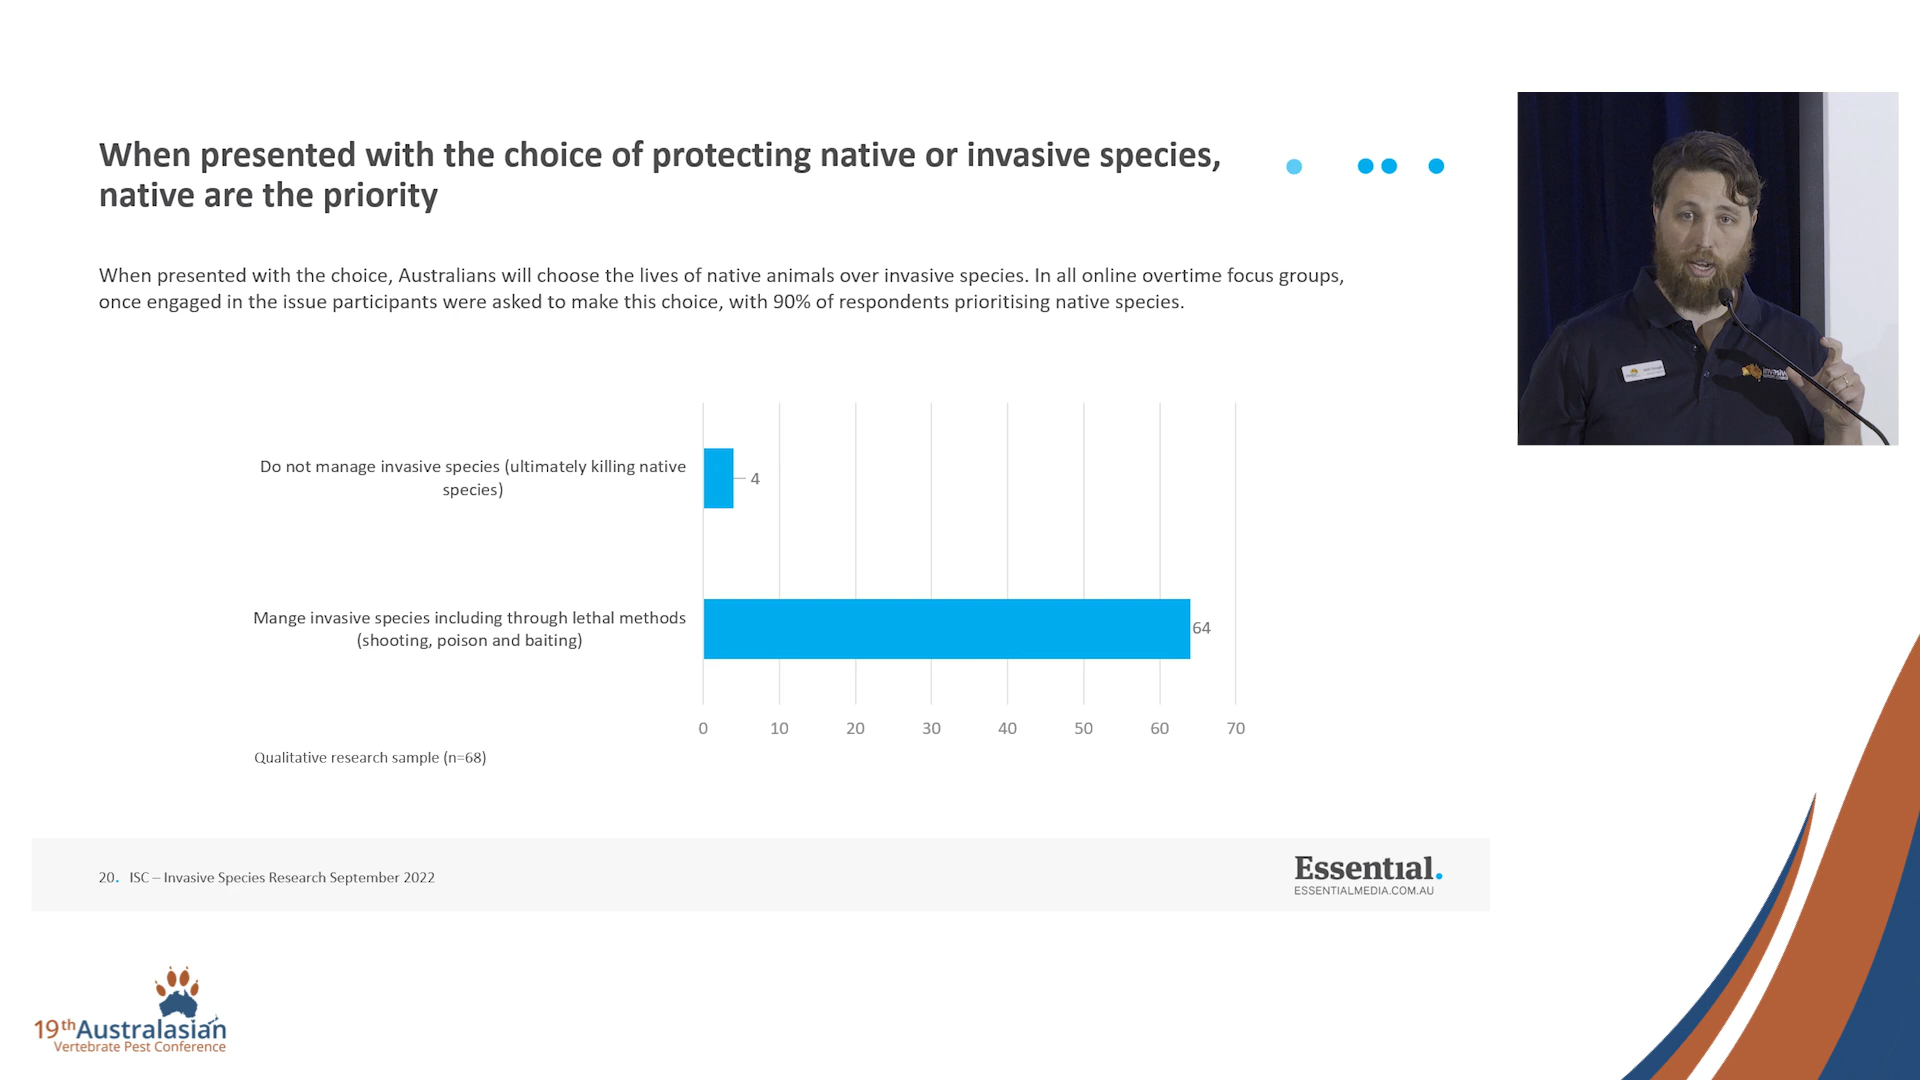 When presented with the choice of protecting native or invasive species,
native are the priority
When presented with the choice, Australians will choose the lives of native animals over invasive species. In all online overtime focus groups,
once engaged in the issue participants were asked to make this choice, with 90% of respondents prioritising native species.
Do not manage invasive species (ultimately killing native
species)
4
Mange invasive species including through lethal methods
(shooting, poison and baiting)
64
0 10 20 30 40 50 60 70
Qualitative research sample (n=68)
20. ISC – Invasive Species Research September 2022
Essential.
ESSENTIALMEDIA.COM.AU
19th Australasian
Vertebrate Pest Conference